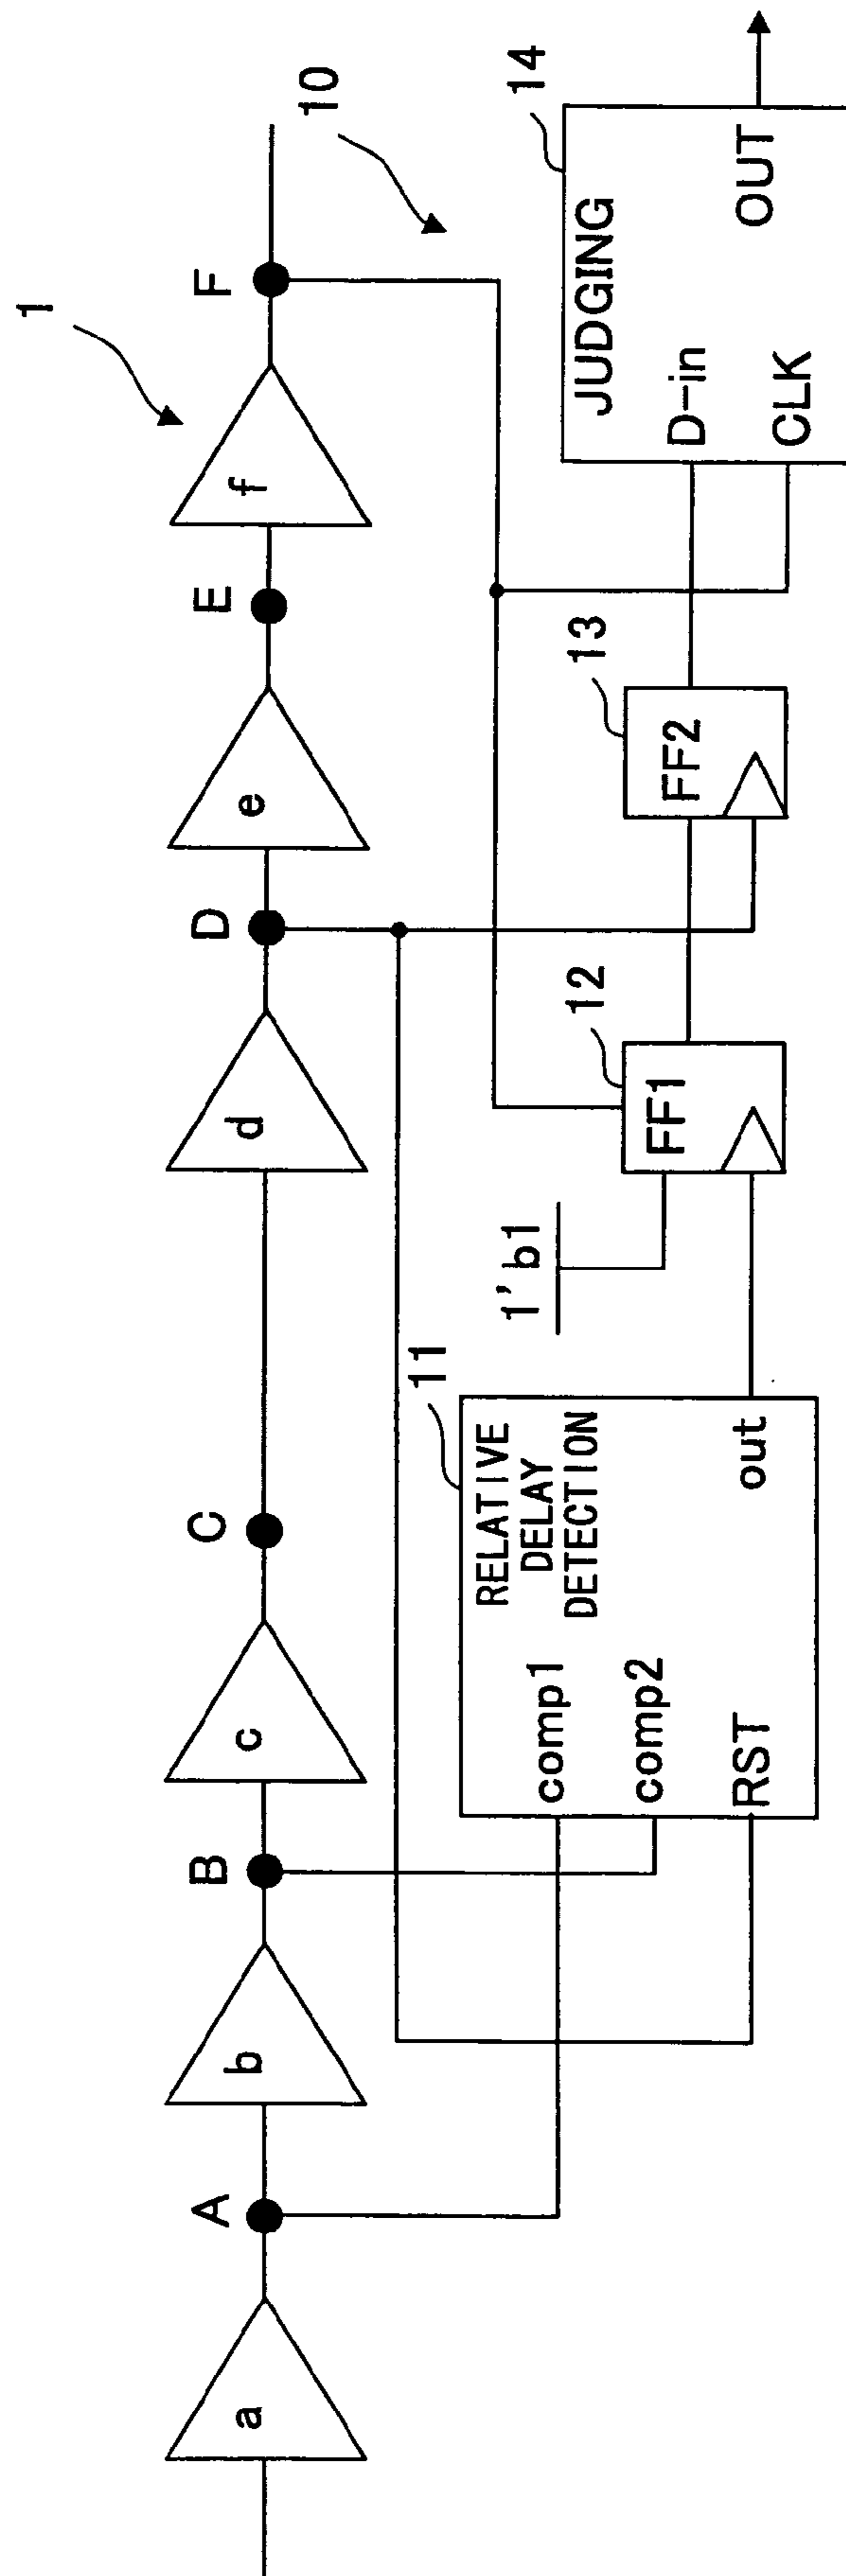 1
10
a
A
b
B
c
C
d
D
e
E
f
F
11
RELATIVE
DELAY
DETECTION
comp1
comp2
RST
out
1'b1
12
FF1
13
FF2
14
JUDGING
D-in
CLK
OUT